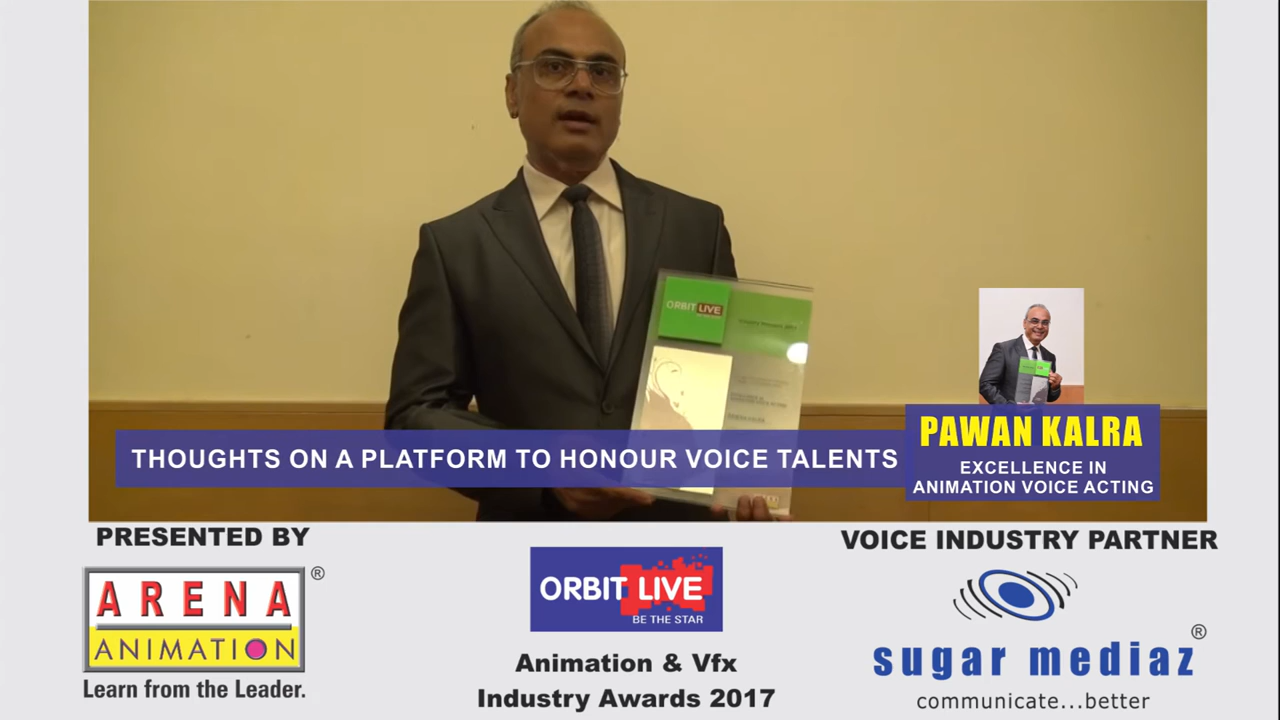 ORBIT LIVE
THOUGHTS ON A PLATFORM TO HONOUR VOICE TALENTS
PAWAN KALRA
EXCELLENCE IN
ANIMATION VOICE ACTING
PRESENTED BY
ARENA
ANIMATION
®
Learn from the Leader.
ORBIT LIVE
BE THE STAR
Animation & Vfx
Industry Awards 2017
VOICE INDUSTRY PARTNER
®
sugar mediaz
communicate...better